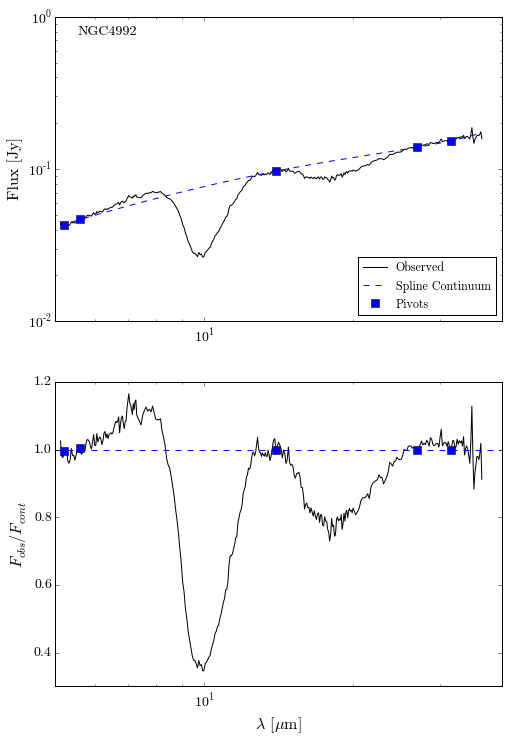 10⁰
NGC4992
Flux [Jy]
10⁻¹
Observed
Spline Continuum
Pivots
10⁻²
10¹
1.2
1.0
0.8
F_obs/F_cont
0.6
0.4
10¹
λ [μm]